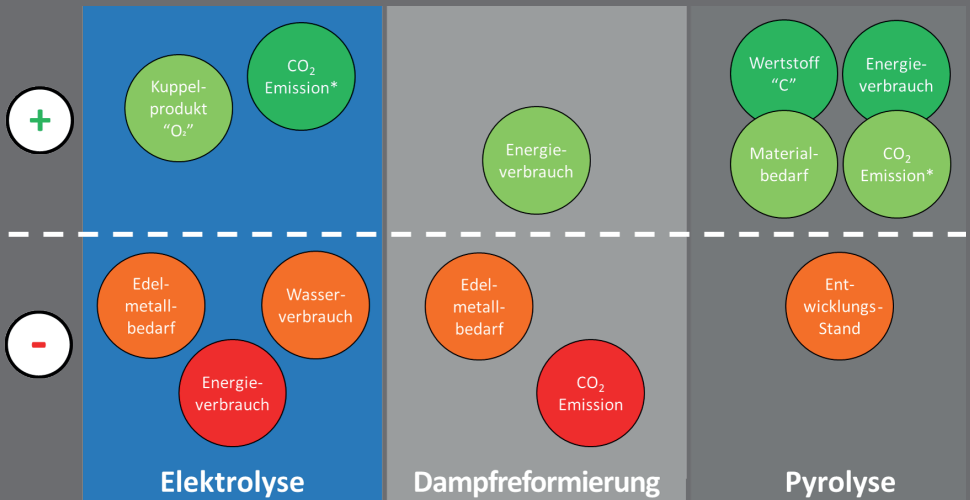 +
Kuppel-
produkt
"O₂"
CO₂
Emission*
Energie-
verbrauch
Wertstoff
"C"
Energie-
verbrauch
Material-
bedarf
CO₂
Emission*
-
Edel-
metall-
bedarf
Wasser-
verbrauch
Energie-
verbrauch
Edel-
metall-
bedarf
CO₂
Emission
Ent-
wicklungs-
Stand
Elektrolyse
Dampfreformierung
Pyrolyse